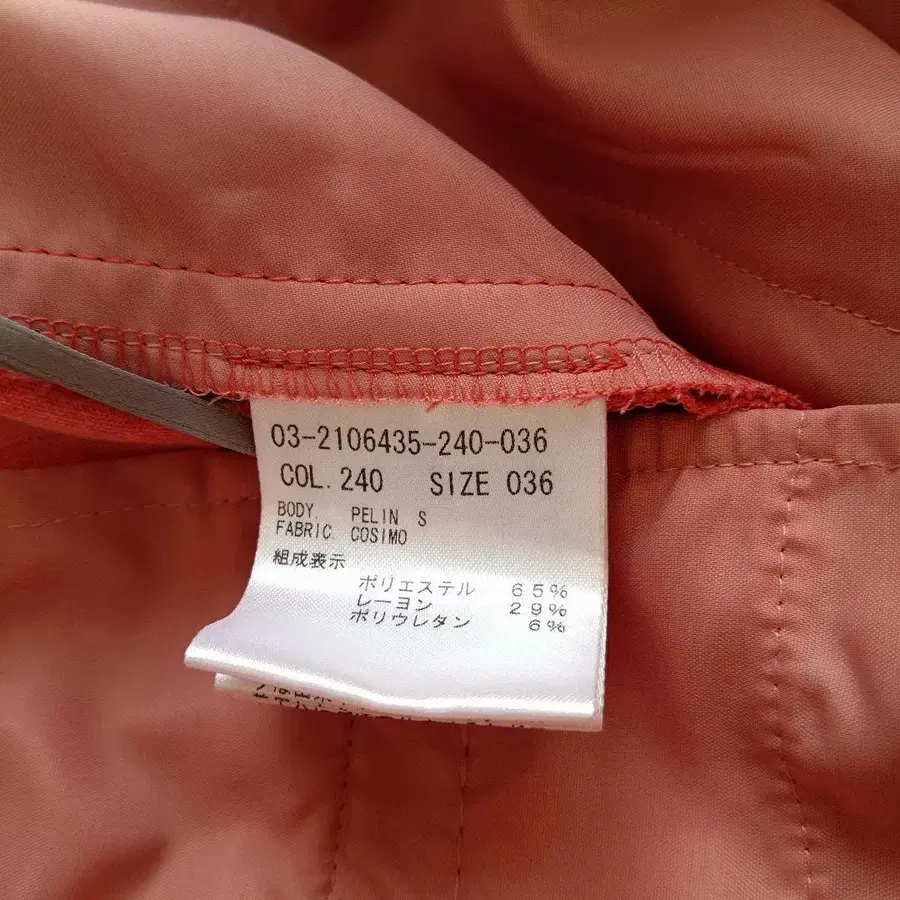 03-2106435-240-036
COL. 240 SIZE 036
BODY. PELIN S
FABRIC COSIMO
組成表示
ポリエステル 65%
レーヨン 29%
ポリウレタン 6%